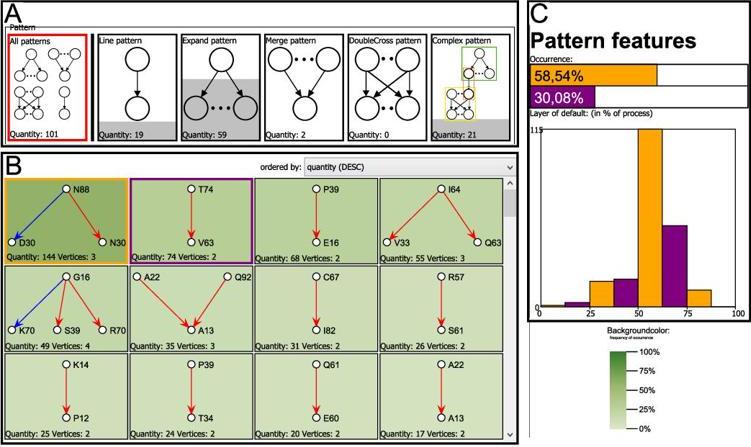 A
Pattern
All patterns
Quantity: 101
Line pattern
Quantity: 19
Expand pattern
Quantity: 59
Merge pattern
Quantity: 2
DoubleCross pattern
Quantity: 0
Complex pattern
Quantity: 21
B
ordered by: quantity (DESC)
N88
D30 N30
Quantity: 144 Vertices: 3
T74
V63
Quantity: 74 Vertices: 2
P39
E16
Quantity: 68 Vertices: 2
I64
V33 Q63
Quantity: 55 Vertices: 3
G16
K70 S39 R70
Quantity: 49 Vertices: 4
A22 Q92
A13
Quantity: 35 Vertices: 3
C67
I82
Quantity: 31 Vertices: 2
R57
S61
Quantity: 26 Vertices: 2
K14
P12
Quantity: 25 Vertices: 2
P39
T34
Quantity: 24 Vertices: 2
Q61
E60
Quantity: 20 Vertices: 2
A22
A13
Quantity: 17 Vertices: 2
C
Pattern features
Occurrence:
58,54%
30,08%
Layer of default: (in % of process)
115
0
0 25 50 75 100
Backgroundcolor:
frequency of occurrence
100%
75%
50%
25%
0%